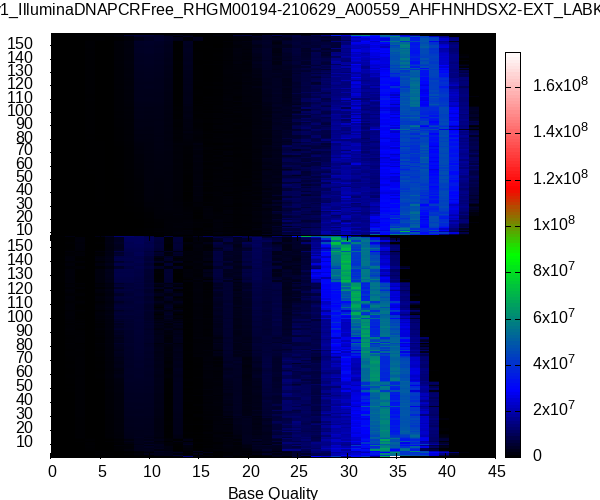 1_IlluminaDNAPCRFree_RHGM00194-210629_A00559_AHFHNHDSX2-EXT_LABK
150
140
130
120
110
100
90
80
70
60
50
40
30
20
10
150
140
130
120
110
100
90
80
70
60
50
40
30
20
10
1.6x10⁸
1.4x10⁸
1.2x10⁸
1x10⁸
8x10⁷
6x10⁷
4x10⁷
2x10⁷
0
0 5 10 15 20 25 30 35 40 45
Base Quality